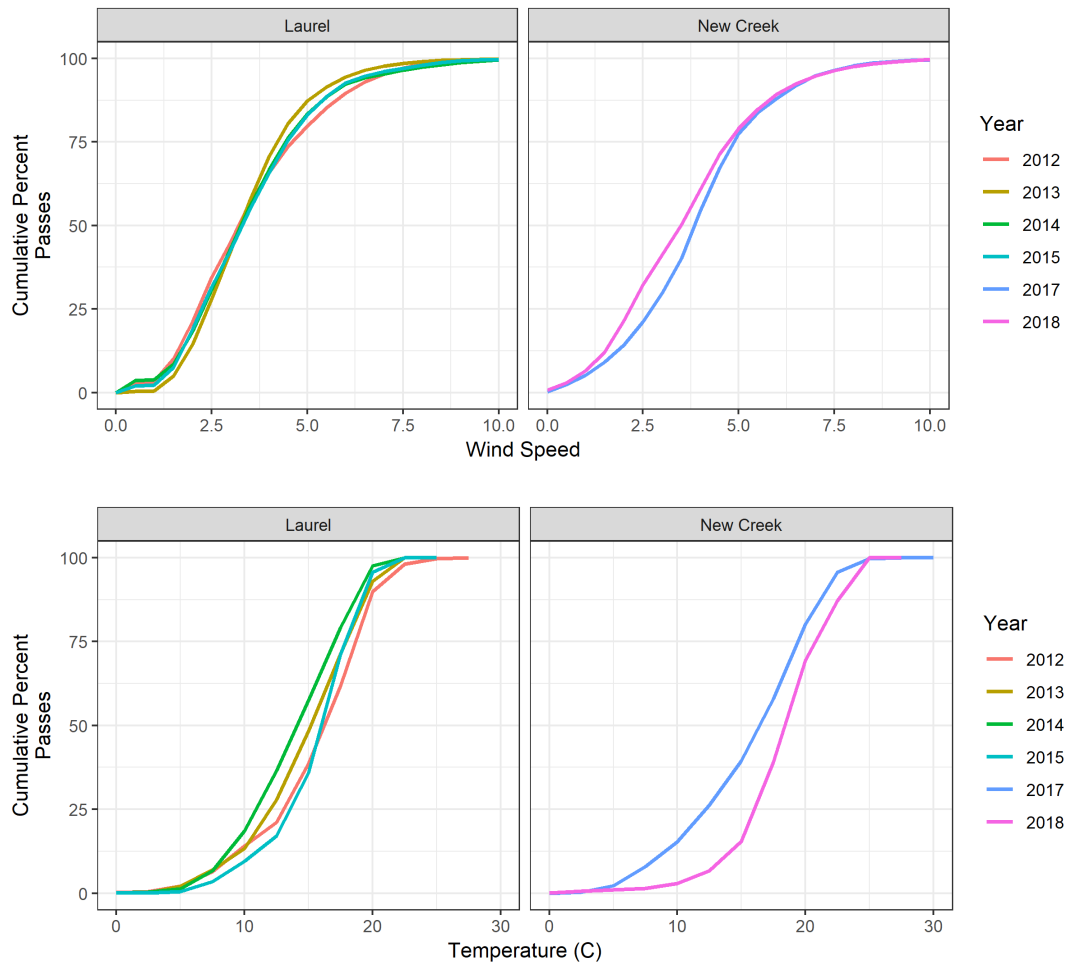 Laurel
New Creek
100
75
50
25
0
Cumulative Percent
Passes
0.0 2.5 5.0 7.5 10.0
0.0 2.5 5.0 7.5 10.0
Wind Speed
Year
2012
2013
2014
2015
2017
2018
Laurel
New Creek
100
75
50
25
0
Cumulative Percent
Passes
0 10 20 30
0 10 20 30
Temperature (C)
Year
2012
2013
2014
2015
2017
2018